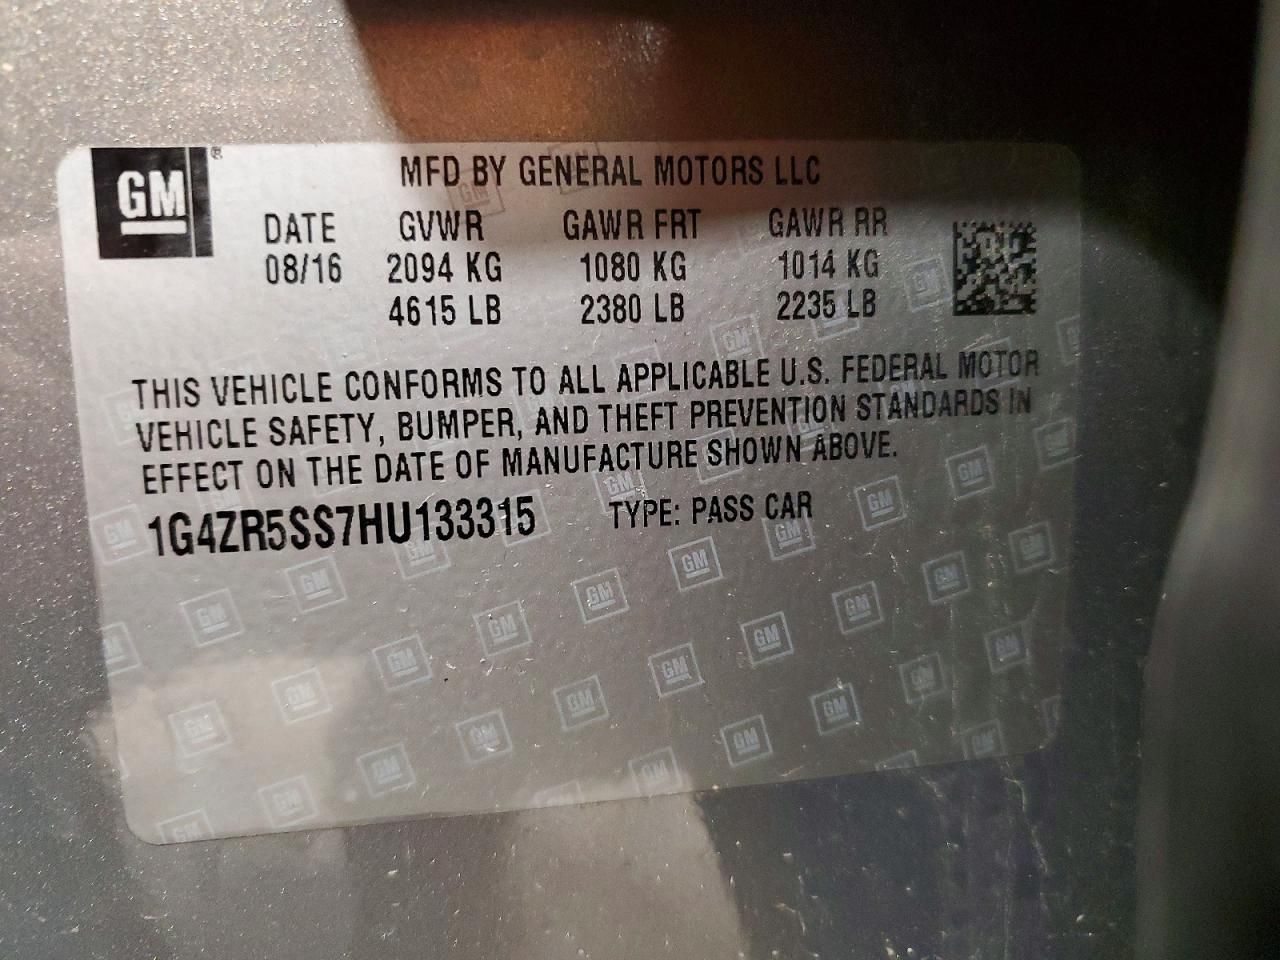 GM®
MFD BY GENERAL MOTORS LLC
DATE GVWR GAWR FRT GAWR RR
08/16 2094 KG 1080 KG 1014 KG
4615 LB 2380 LB 2235 LB
THIS VEHICLE CONFORMS TO ALL APPLICABLE U.S. FEDERAL MOTOR
VEHICLE SAFETY, BUMPER, AND THEFT PREVENTION STANDARDS IN
EFFECT ON THE DATE OF MANUFACTURE SHOWN ABOVE.
1G4ZR5SS7HU133315 TYPE: PASS CAR